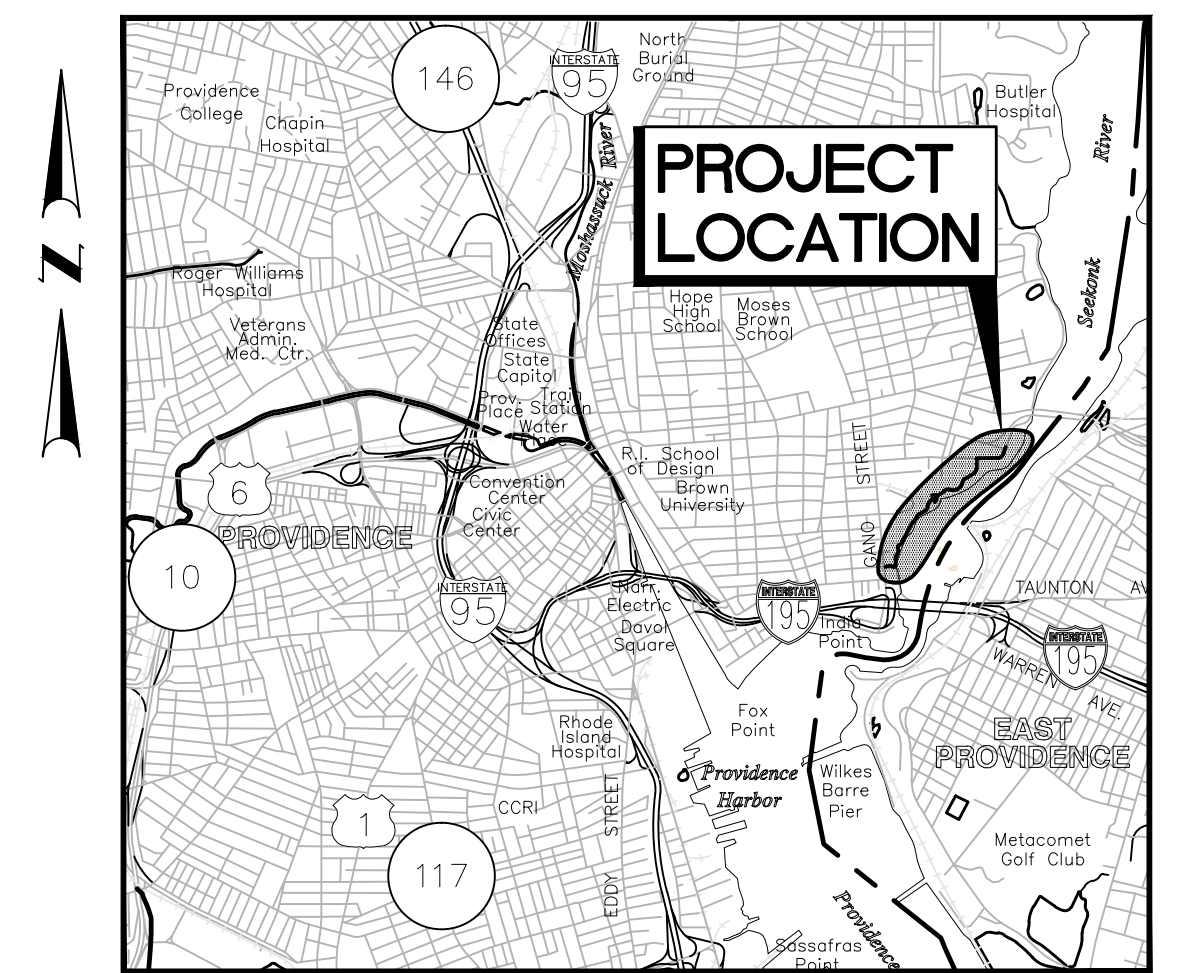 North
Burial
Ground
INTERSTATE
95
146
Providence
College
Chapin
Hospital
Butler
Hospital
River
Moshassuck River
PROJECT
LOCATION
Seekonk
Roger Williams
Hospital
Veterans
Admin.
Med. Ctr.
Hope
High
School
Moses
Brown
School
State
Offices
State
Capitol
Prov.
Place
Train
Station
Water
Place
R.I. School
of Design
Brown
University
GANO STREET
6
PROVIDENCE
Convention
Center
Civic
Center
10
INTERSTATE
95
Narr.
Electric
Davol
Square
INTERSTATE
195
India
Point
TAUNTON AV
INTERSTATE
195
WARREN AVE.
Fox
Point
Rhode
Island
Hospital
EAST
PROVIDENCE
Providence
Harbor
Wilkes
Barre
Pier
EDDY STREET
CCRI
1
117
Metacomet
Golf Club
Providence
Sassafras
Point
N